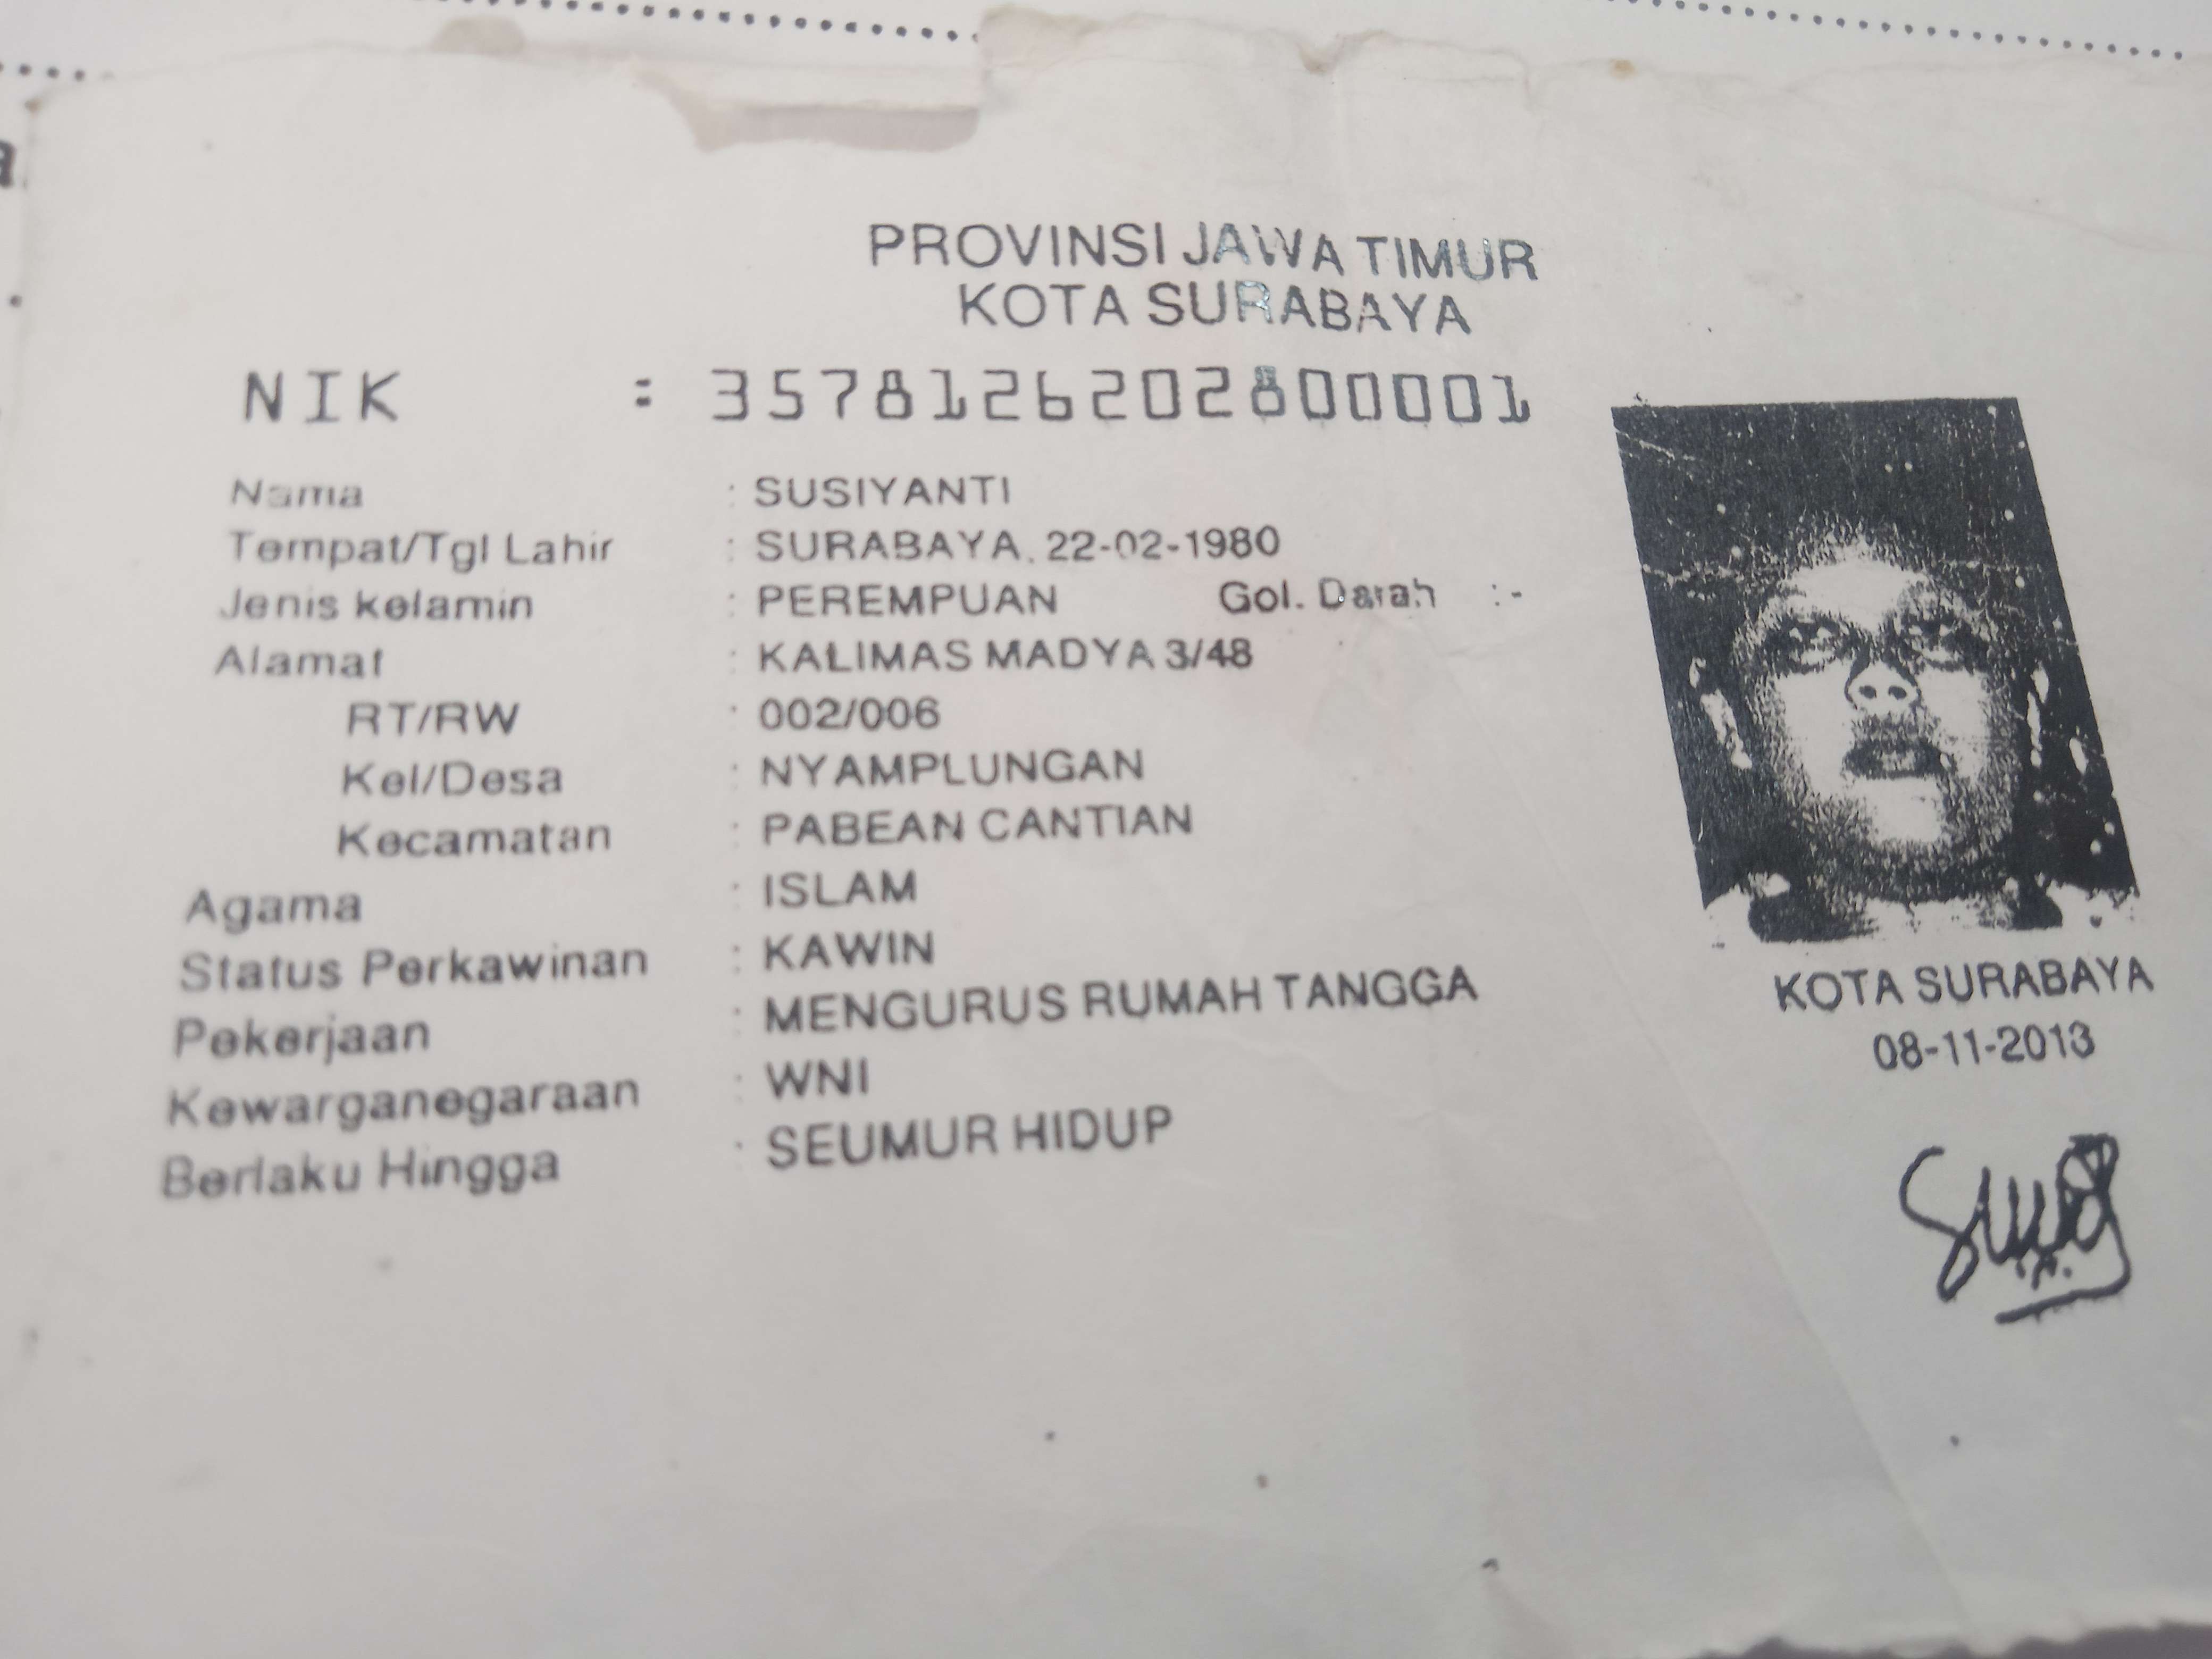 PROVINSI JAWA TIMUR
KOTA SURABAYA
NIK : 3578126202800001
Nama : SUSIYANTI
Tempat/Tgl Lahir : SURABAYA, 22-02-1980
Jenis kelamin : PEREMPUAN Gol. Darah :-
Alamat : KALIMAS MADYA 3/48
RT/RW : 002/006
Kel/Desa : NYAMPLUNGAN
Kecamatan : PABEAN CANTIAN
Agama : ISLAM
Status Perkawinan : KAWIN
Pekerjaan : MENGURUS RUMAH TANGGA
Kewarganegaraan : WNI
Berlaku Hingga : SEUMUR HIDUP
KOTA SURABAYA
08-11-2013